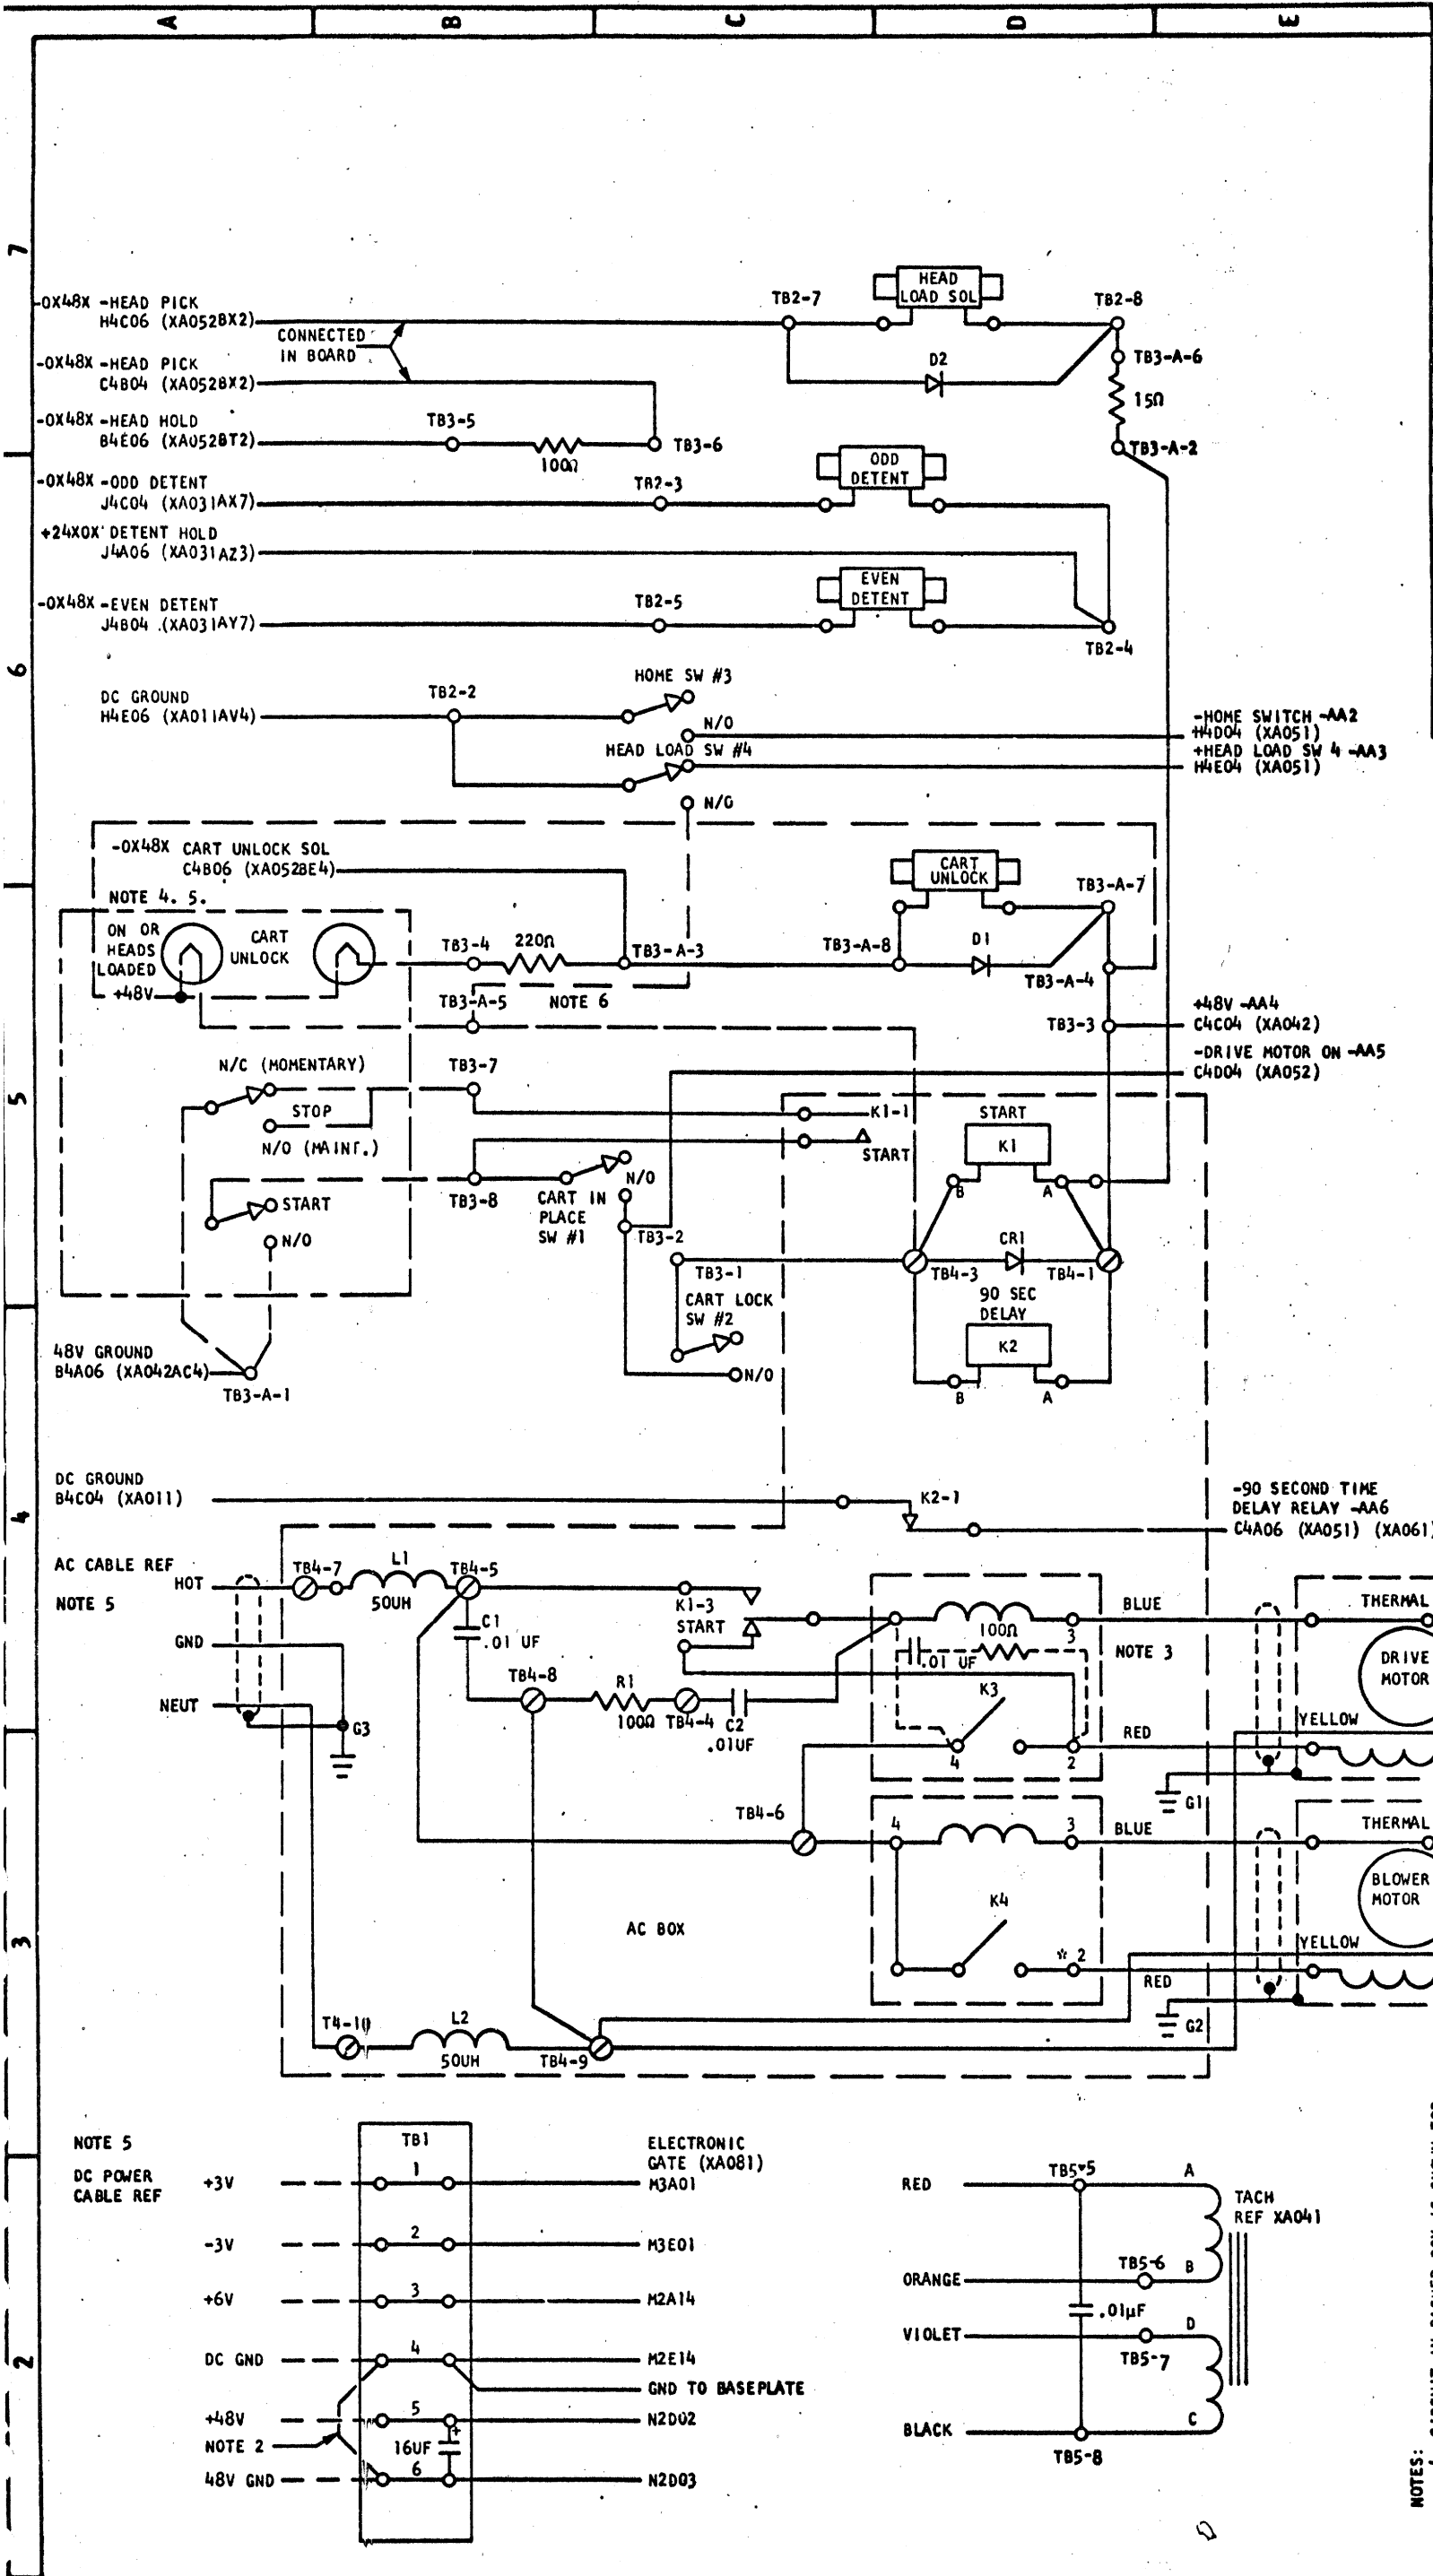 A B C D E
7
-0X48X -HEAD PICK
H4C06 (XA052BX2)
CONNECTED
IN BOARD
-0X48X -HEAD PICK
C4B04 (XA052BX2)
-0X48X -HEAD HOLD
B4E06 (XA052BT2)
TB3-5
100Ω
TB3-6
TB2-7
HEAD
LOAD SOL
TB2-8
D2
TB3-A-6
15Ω
TB3-A-2
-0X48X -ODD DETENT
J4C04 (XA031AX7)
TB2-3
ODD
DETENT
+24X0X DETENT HOLD
J4A06 (XA031AZ3)
-0X48X -EVEN DETENT
J4B04 (XA031AY7)
TB2-5
EVEN
DETENT
TB2-4
6
DC GROUND
H4E06 (XA011AV4)
TB2-2
HOME SW #3
N/O
HEAD LOAD SW #4
N/O
-HOME SWITCH -AA2
H4D04 (XA051)
+HEAD LOAD SW 4 -AA3
H4E04 (XA051)
-0X48X CART UNLOCK SOL
C4B06 (XA052BE4)
NOTE 4. 5.
ON OR
HEADS
LOADED
CART
UNLOCK
+48V
TB3-4
220Ω
TB3-A-3
TB3-A-5
NOTE 6
CART
UNLOCK
TB3-A-7
TB3-A-8
D1
TB3-A-4
TB3-3
+48V -AA4
C4C04 (XA042)
-DRIVE MOTOR ON -AA5
C4D04 (XA052)
5
N/C (MOMENTARY)
STOP
N/O (MAINT.)
START
N/O
TB3-7
TB3-8
CART IN
PLACE
SW #1
N/O
TB3-2
TB3-1
CART LOCK
SW #2
N/O
K1-1
START
START
K1
B A
CR1
TB4-3
TB4-1
90 SEC
DELAY
K2
B A
48V GROUND
B4A06 (XA042AC4)
TB3-A-1
4
DC GROUND
B4C04 (XA011)
K2-1
-90 SECOND TIME
DELAY RELAY -AA6
C4A06 (XA051) (XA061)
AC CABLE REF
NOTE 5
HOT
GND
NEUT
G3
TB4-7
L1
50UH
TB4-5
C1
.01 UF
TB4-8
R1
100Ω
TB4-4
C2
.01UF
K1-3
START
100Ω
.01 UF
3
K3
4
2
BLUE
NOTE 3
RED
THERMAL
DRIVE
MOTOR
YELLOW
G1
3
TB4-6
4
3
BLUE
K4
* 2
RED
AC BOX
THERMAL
BLOWER
MOTOR
YELLOW
G2
T4-10
L2
50UH
TB4-9
2
NOTE 5
DC POWER
CABLE REF
TB1
ELECTRONIC
GATE (XA081)
+3V 1 M3A01
-3V 2 M3E01
+6V 3 M2A14
DC GND 4 M2E14
GND TO BASEPLATE
+48V 5 N2D02
NOTE 2
16UF
+
48V GND 6 N2D03
RED
TB5-5
A
TACH
REF XA041
ORANGE
TB5-6
B
.01µF
VIOLET
TB5-7
D
BLACK
TB5-8
C
NOTES: